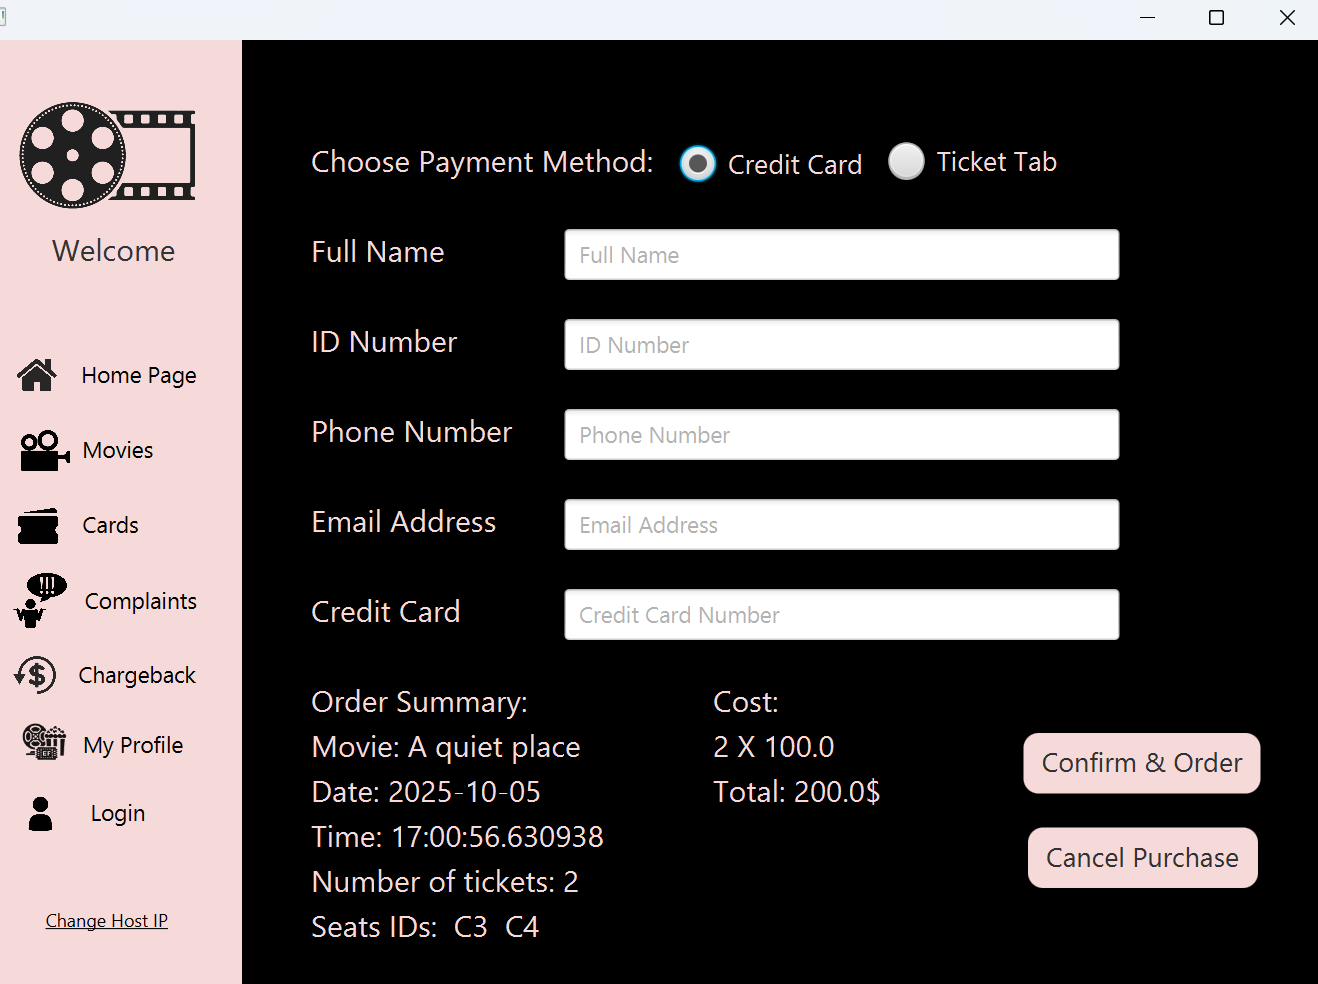 Welcome
Home Page
Movies
Cards
Complaints
Chargeback
My Profile
Login
Change Host IP
Choose Payment Method: Credit Card Ticket Tab
Full Name Full Name
ID Number ID Number
Phone Number Phone Number
Email Address Email Address
Credit Card Credit Card Number
Order Summary:
Movie: A quiet place
Date: 2025-10-05
Time: 17:00:56.630938
Number of tickets: 2
Seats IDs: C3 C4
Cost:
2 X 100.0
Total: 200.0$
Confirm & Order
Cancel Purchase